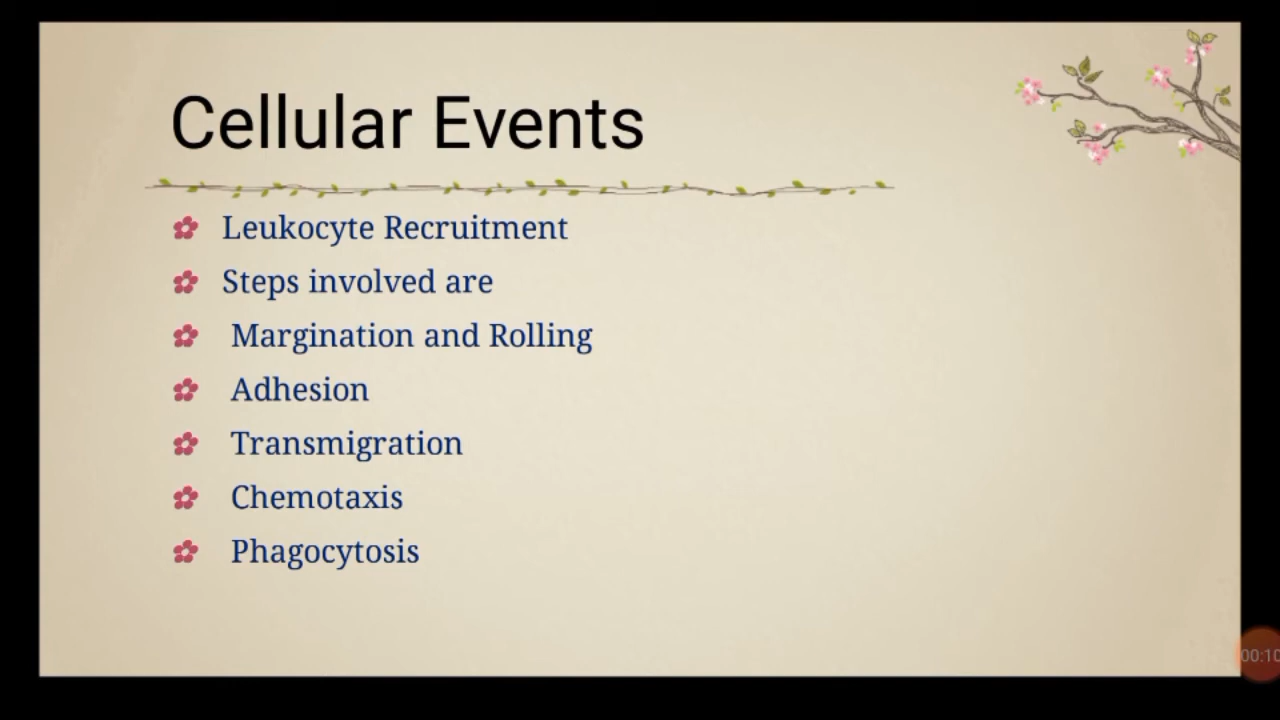 Cellular Events
Leukocyte Recruitment
Steps involved are
Margination and Rolling
Adhesion
Transmigration
Chemotaxis
Phagocytosis
00:10